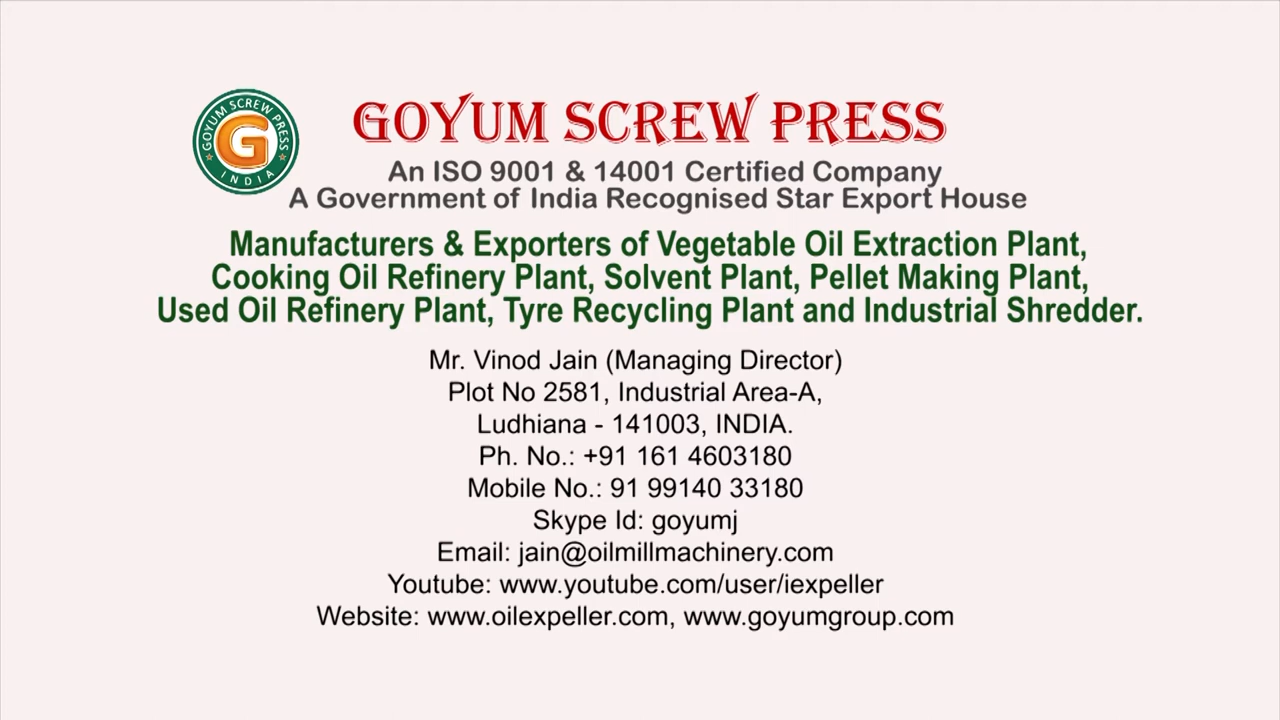 GOYUM SCREW PRESS
INDIA
G
GOYUM SCREW PRESS
An ISO 9001 & 14001 Certified Company
A Government of India Recognised Star Export House
Manufacturers & Exporters of Vegetable Oil Extraction Plant,
Cooking Oil Refinery Plant, Solvent Plant, Pellet Making Plant,
Used Oil Refinery Plant, Tyre Recycling Plant and Industrial Shredder.
Mr. Vinod Jain (Managing Director)
Plot No 2581, Industrial Area-A,
Ludhiana - 141003, INDIA.
Ph. No.: +91 161 4603180
Mobile No.: 91 99140 33180
Skype Id: goyumj
Email: jain@oilmillmachinery.com
Youtube: www.youtube.com/user/iexpeller
Website: www.oilexpeller.com, www.goyumgroup.com